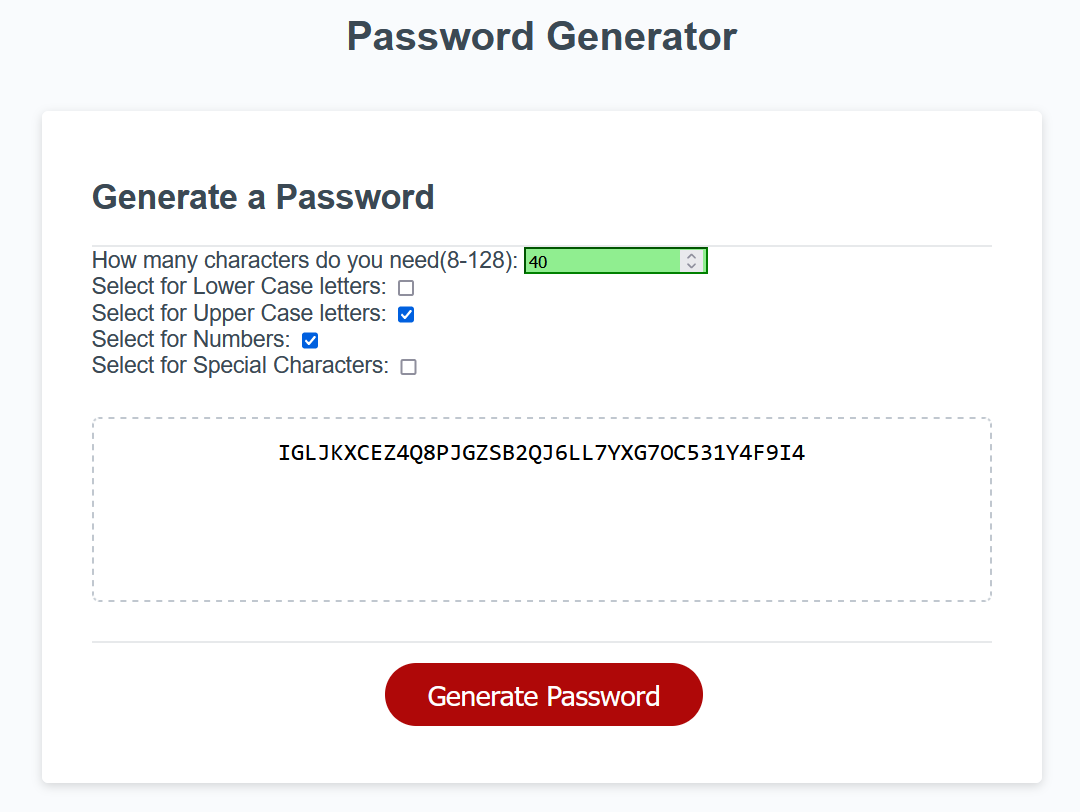 Password Generator
Generate a Password
How many characters do you need(8-128): 40
Select for Lower Case letters:
Select for Upper Case letters:
Select for Numbers:
Select for Special Characters:
IGLJKXCEZ4Q8PJGZSB2QJ6LL7YXG7OC531Y4F9I4
Generate Password